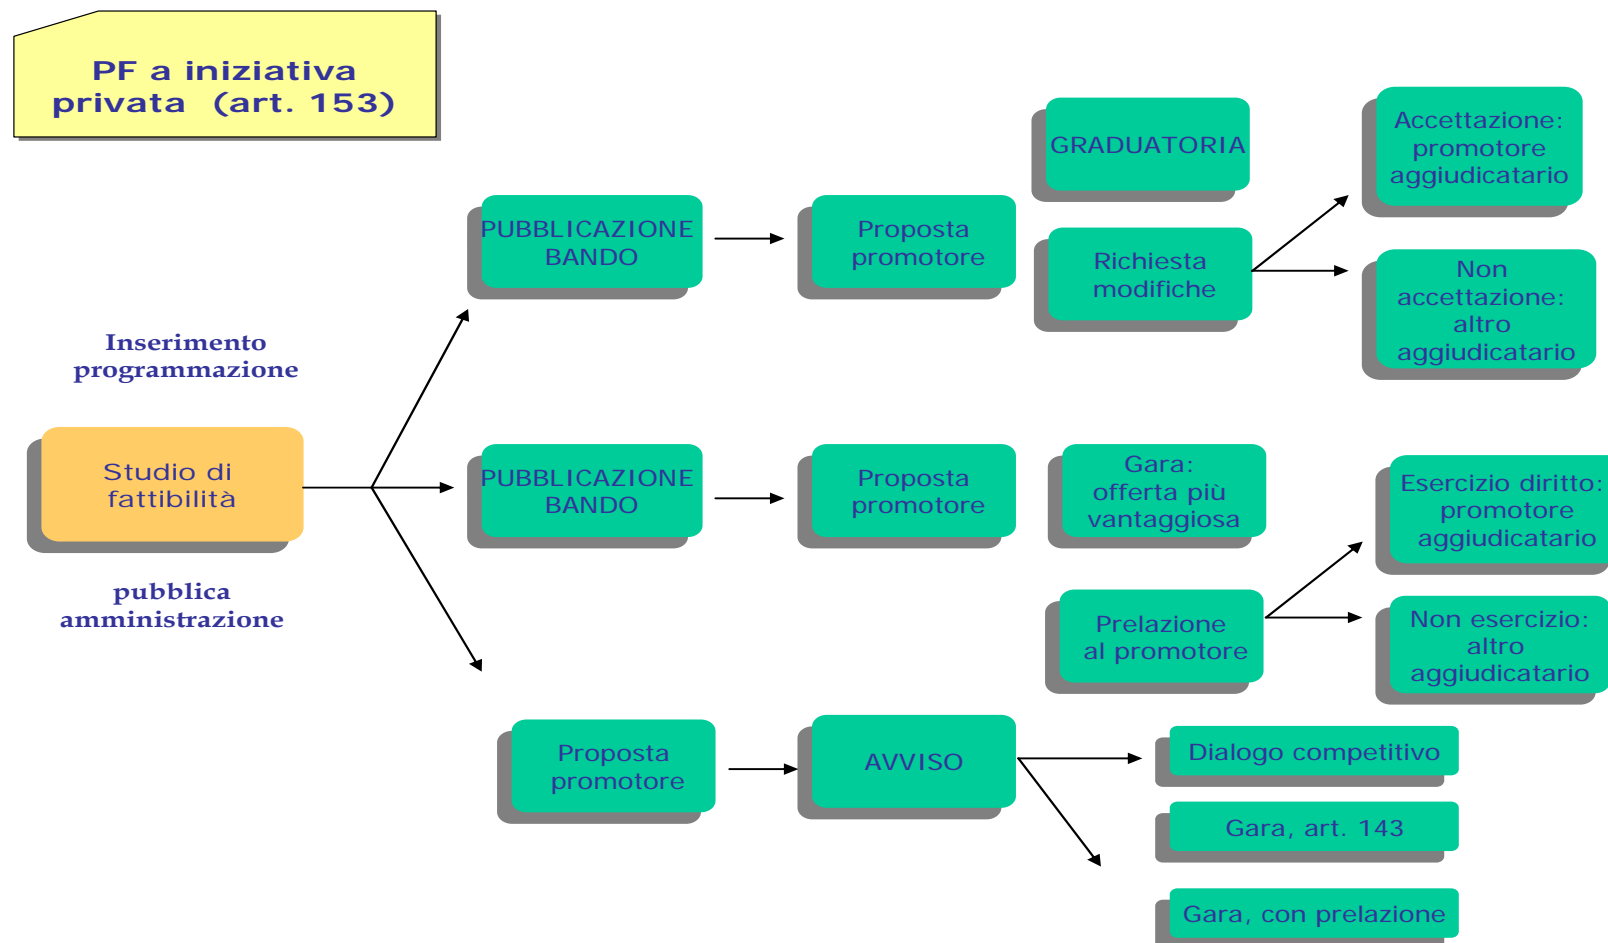 PF a iniziativa
privata (art. 153)
GRADUATORIA
Accettazione:
promotore
aggiudicatario
PUBBLICAZIONE
BANDO
Proposta
promotore
Richiesta
modifiche
Non
accettazione:
altro
aggiudicatario
Inserimento
programmazione
Studio di
fattibilità
pubblica
amministrazione
PUBBLICAZIONE
BANDO
Proposta
promotore
Gara:
offerta più
vantaggiosa
Esercizio diritto:
promotore
aggiudicatario
Prelazione
al promotore
Non esercizio:
altro
aggiudicatario
Proposta
promotore
AVVISO
Dialogo competitivo
Gara, art. 143
Gara, con prelazione